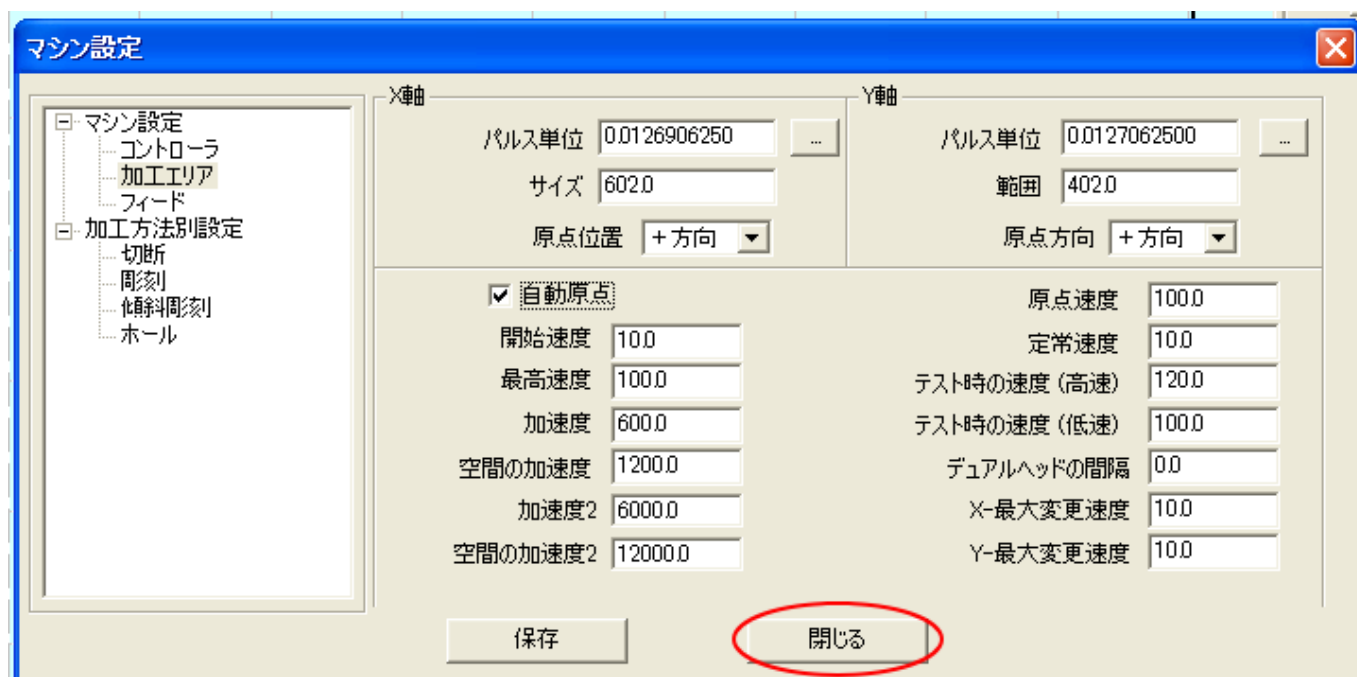 マシン設定
マシン設定
コントローラ
加工エリア
フィード
加工方法別設定
切断
彫刻
傾斜彫刻
ホール
X軸
パルス単位 0.0126906250 ...
サイズ 602.0
原点位置 +方向
Y軸
パルス単位 0.0127062500 ...
範囲 402.0
原点方向 +方向
自動原点
開始速度 10.0
最高速度 100.0
加速度 600.0
空間の加速度 1200.0
加速度2 6000.0
空間の加速度2 12000.0
原点速度 100.0
定常速度 10.0
テスト時の速度(高速) 120.0
テスト時の速度(低速) 100.0
デュアルヘッドの間隔 0.0
X-最大変更速度 10.0
Y-最大変更速度 10.0
保存 閉じる